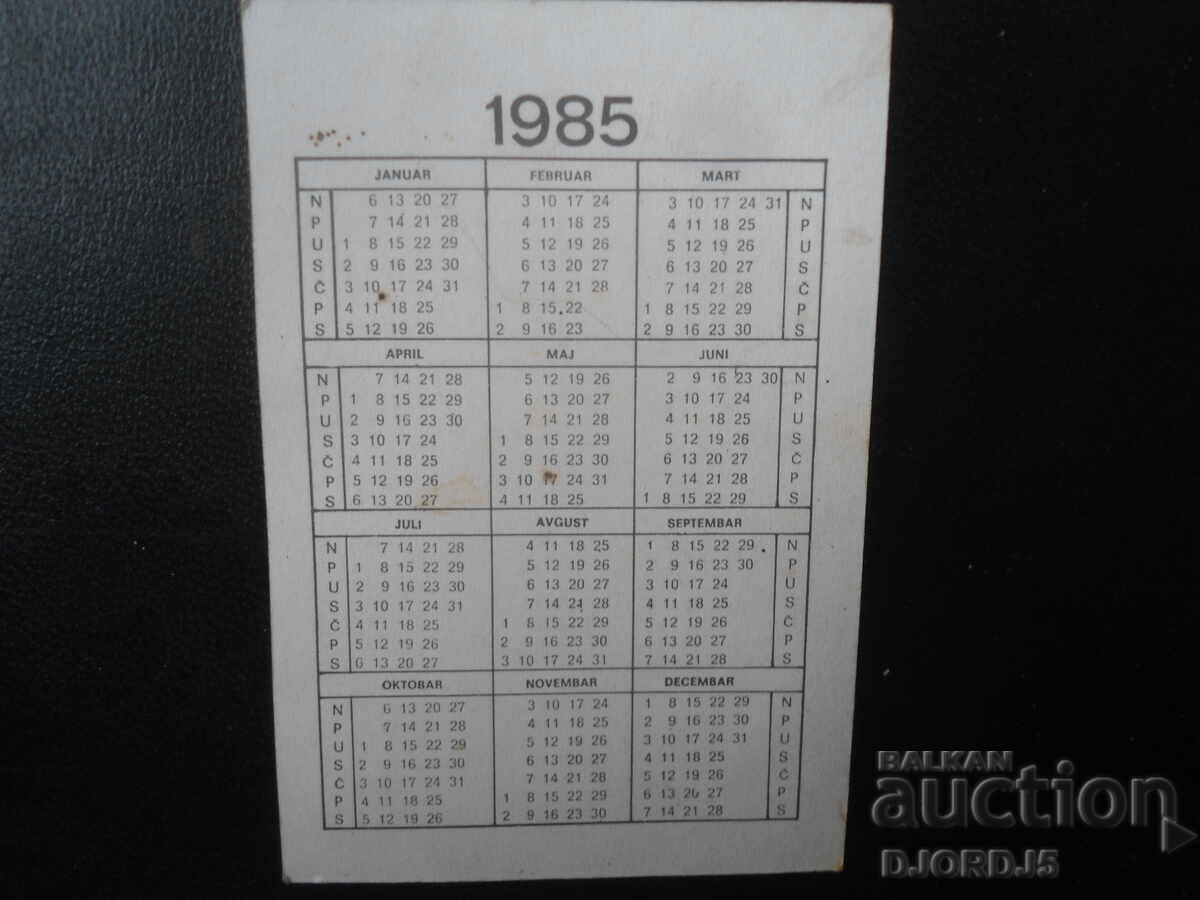 1985
JANUAR FEBRUAR MART
N 6 13 20 27 3 10 17 24 3 10 17 24 31 N
P 7 14 21 28 4 11 18 25 4 11 18 25 P
U 1 8 15 22 29 5 12 19 26 5 12 19 26 U
S 2 9 16 23 30 6 13 20 27 6 13 20 27 S
Č 3 10 17 24 31 7 14 21 28 7 14 21 28 Č
P 4 11 18 25 1 8 15 22 1 8 15 22 29 P
S 5 12 19 26 2 9 16 23 2 9 16 23 30 S
APRIL MAJ JUNI
N 7 14 21 28 5 12 19 26 2 9 16 23 30 N
P 1 8 15 22 29 6 13 20 27 3 10 17 24 P
U 2 9 16 23 30 7 14 21 28 4 11 18 25 U
S 3 10 17 24 1 8 15 22 29 5 12 19 26 S
Č 4 11 18 25 2 9 16 23 30 6 13 20 27 Č
P 5 12 19 26 3 10 17 24 31 7 14 21 28 P
S 6 13 20 27 4 11 18 25 1 8 15 22 29 S
JULI AVGUST SEPTEMBAR
N 7 14 21 28 4 11 18 25 1 8 15 22 29 N
P 1 8 15 22 29 5 12 19 26 2 9 16 23 30 P
U 2 9 16 23 30 6 13 20 27 3 10 17 24 U
S 3 10 17 24 31 7 14 21 28 4 11 18 25 S
Č 4 11 18 25 1 8 15 22 29 5 12 19 26 Č
P 5 12 19 26 2 9 16 23 30 6 13 20 27 P
S 6 13 20 27 3 10 17 24 31 7 14 21 28 S
OKTOBAR NOVEMBAR DECEMBAR
N 6 13 20 27 3 10 17 24 1 8 15 22 29 N
P 7 14 21 28 4 11 18 25 2 9 16 23 30 P
U 1 8 15 22 29 5 12 19 26 3 10 17 24 31 U
S 2 9 16 23 30 6 13 20 27 4 11 18 25 S
Č 3 10 17 24 31 7 14 21 28 5 12 19 26 Č
P 4 11 18 25 1 8 15 22 29 6 13 20 27 P
S 5 12 19 26 2 9 16 23 30 7 14 21 28 S
BALKAN
auction
DJORDJ5